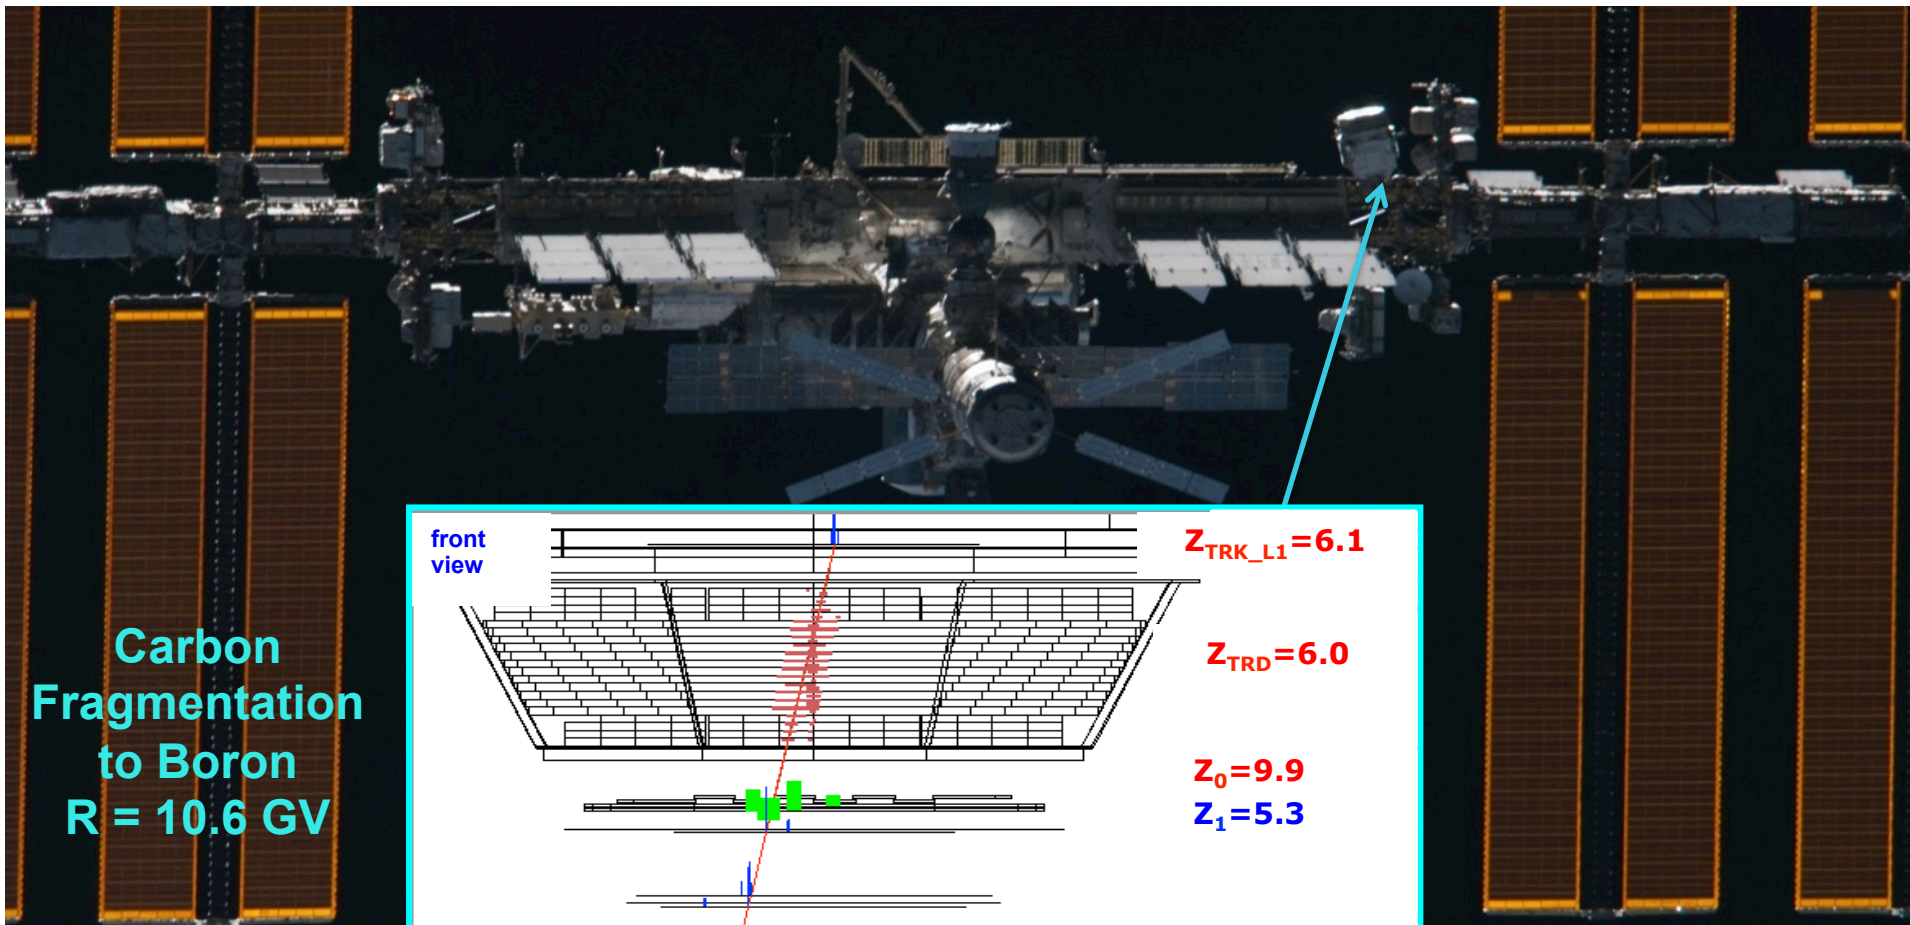 front
view
Z_TRK_L1=6.1
Z_TRD=6.0
Carbon
Fragmentation
to Boron
R = 10.6 GV
Z_0=9.9
Z_1=5.3